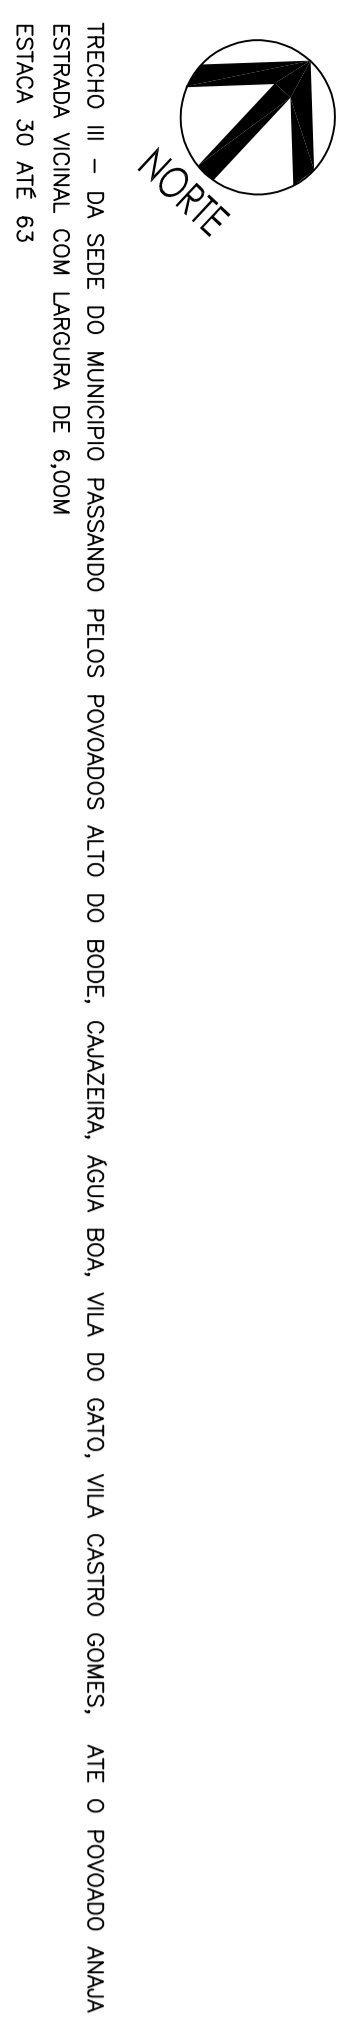 NORTE
TRECHO III – DA SEDE DO MUNICIPIO PASSANDO PELOS POVOADOS ALTO DO BODE, CAJAZEIRA, ÁGUA BOA, VILA DO GATO, VILA CASTRO GOMES, ATE O POVOADO ANAJA
ESTRADA VICINAL COM LARGURA DE 6,00M
ESTACA 30 ATÉ 63